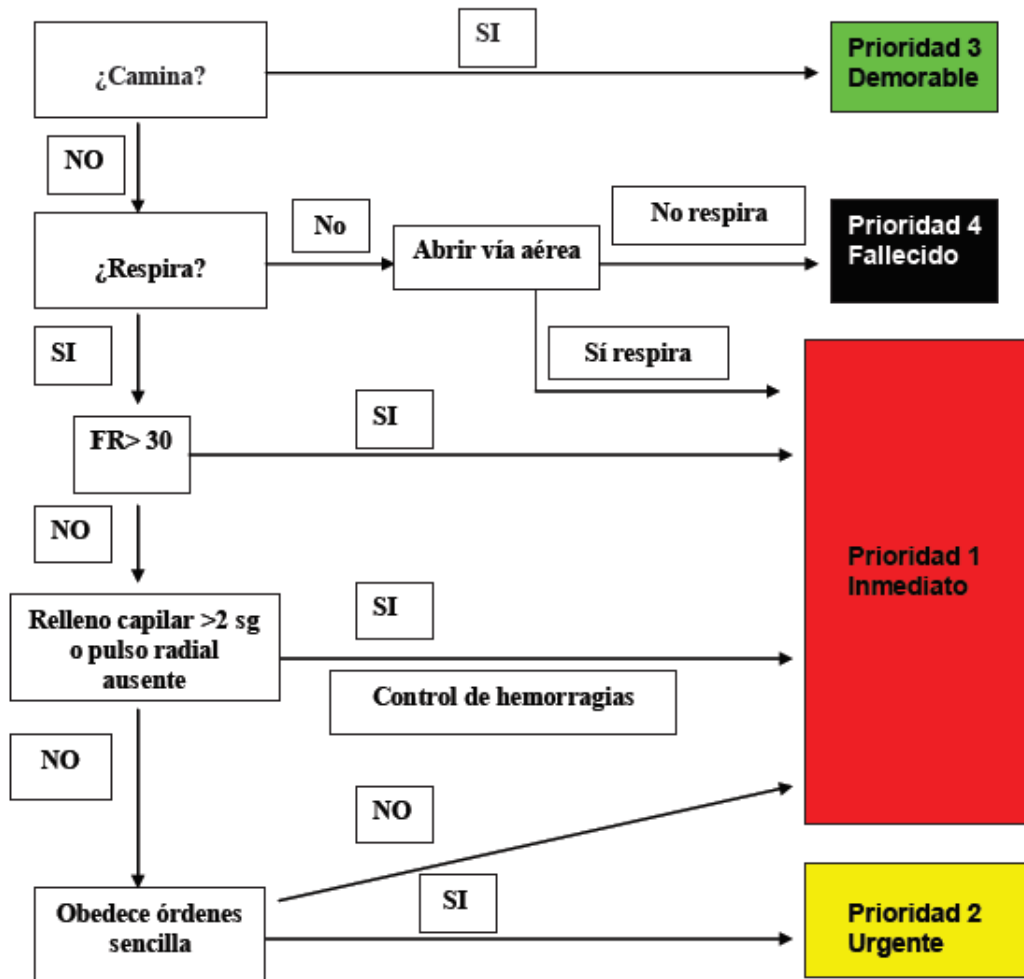 SI
¿Camina?
Prioridad 3
Demorable
NO
¿Respira?
No
Abrir vía aérea
No respira
Prioridad 4
Fallecido
SI
Sí respira
FR> 30
SI
NO
Prioridad 1
Inmediato
Relleno capilar >2 sg
o pulso radial
ausente
SI
Control de hemorragias
NO
NO
Obedece órdenes
sencilla
SI
Prioridad 2
Urgente